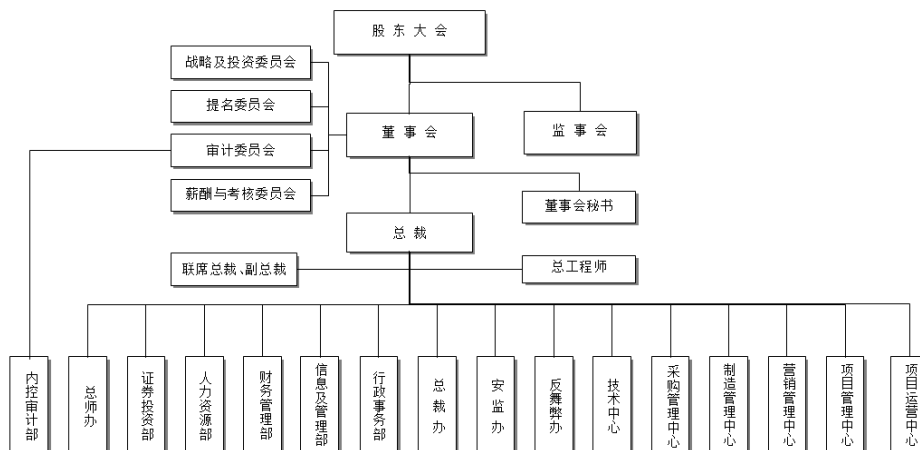 股东大会
战略及投资委员会
提名委员会
董事会
监事会
审计委员会
薪酬与考核委员会
董事会秘书
总裁
联席总裁、副总裁
总工程师
内控审计部
总师办
证券投资部
人力资源部
财务管理部
信息及管理部
行政事务部
总裁办
安监办
反舞弊办
技术中心
采购管理中心
制造管理中心
营销管理中心
项目管理中心
项目运营中心